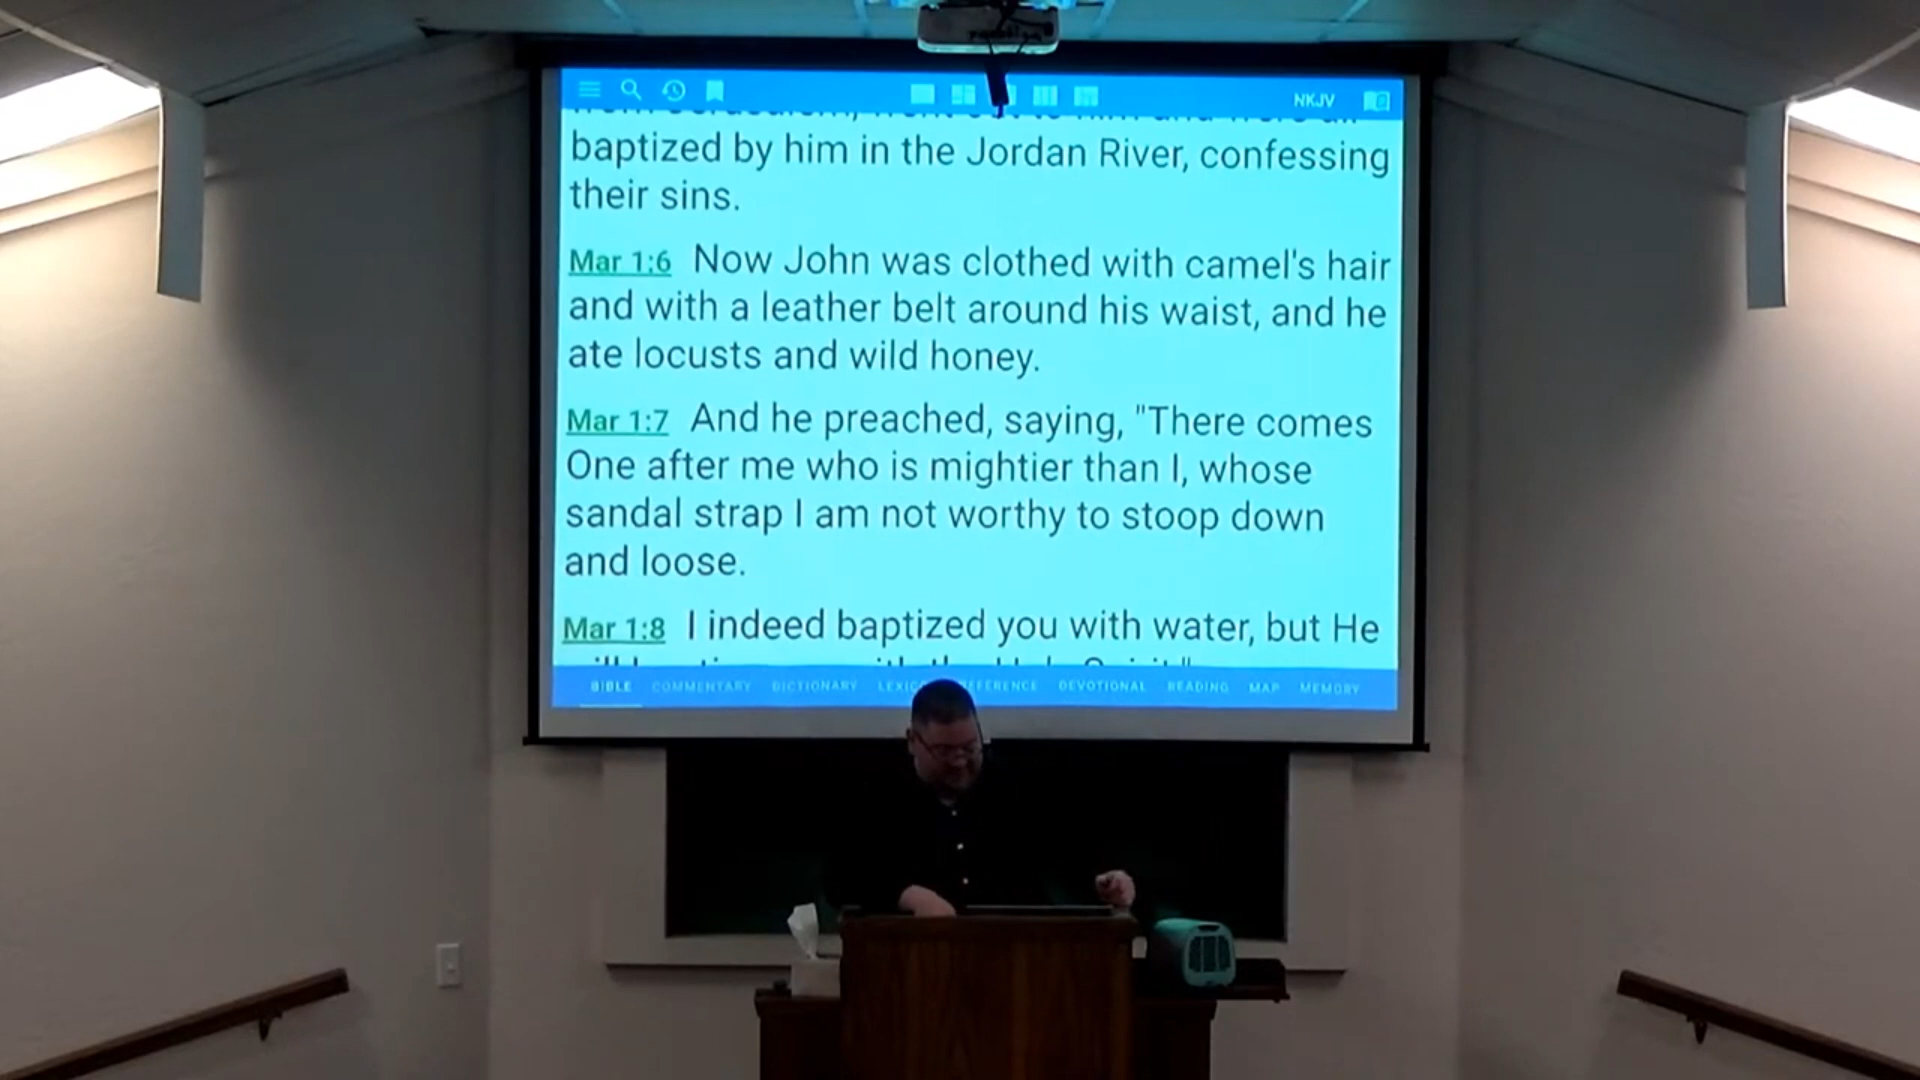 NKJV
baptized by him in the Jordan River, confessing
their sins.
Mar 1:6 Now John was clothed with camel's hair
and with a leather belt around his waist, and he
ate locusts and wild honey.
Mar 1:7 And he preached, saying, "There comes
One after me who is mightier than I, whose
sandal strap I am not worthy to stoop down
and loose.
Mar 1:8 I indeed baptized you with water, but He
BIBLE COMMENTARY DICTIONARY DEVOTIONAL READING MAP MEMORY